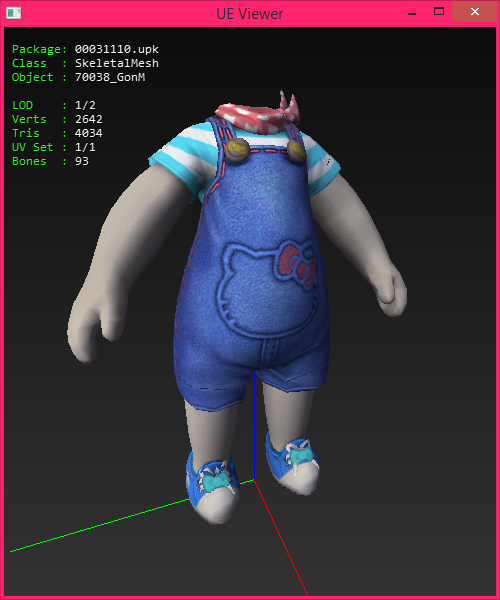 UE Viewer
Package: 00031110.upk
Class : SkeletalMesh
Object : 70038_GonM
LOD : 1/2
Verts : 2642
Tris : 4034
UV Set : 1/1
Bones : 93